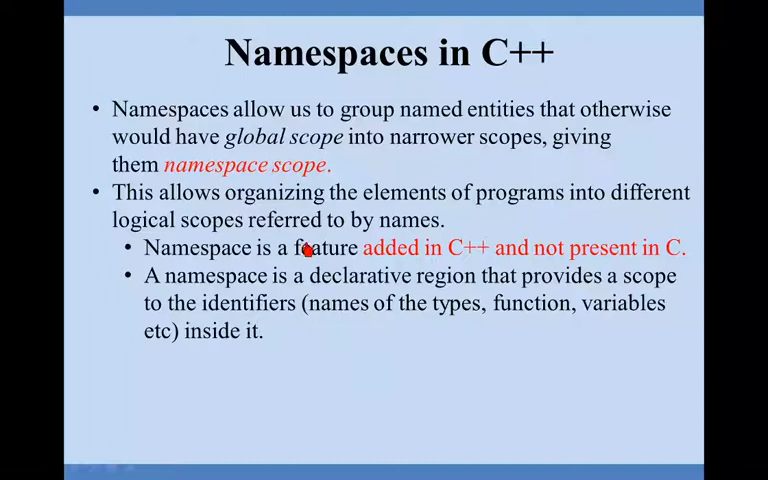 Namespaces in C++
• Namespaces allow us to group named entities that otherwise
would have global scope into narrower scopes, giving
them namespace scope.
• This allows organizing the elements of programs into different
logical scopes referred to by names.
• Namespace is a feature added in C++ and not present in C.
• A namespace is a declarative region that provides a scope
to the identifiers (names of the types, function, variables
etc) inside it.